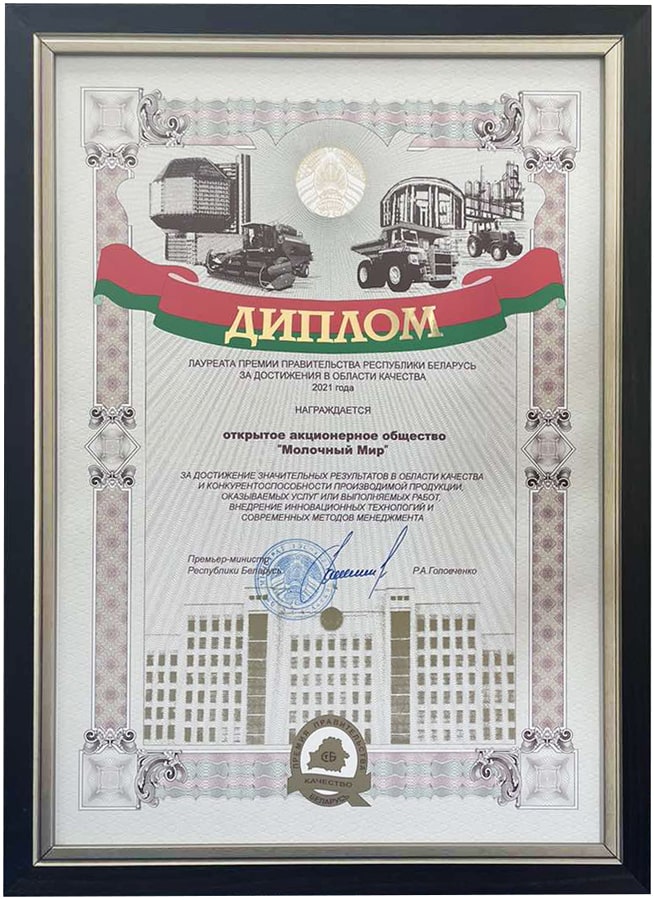 ДИПЛОМ
ЛАУРЕАТА ПРЕМИИ ПРАВИТЕЛЬСТВА РЕСПУБЛИКИ БЕЛАРУСЬ
ЗА ДОСТИЖЕНИЯ В ОБЛАСТИ КАЧЕСТВА
2021 года
НАГРАЖДАЕТСЯ
открытое акционерное общество
"Молочный Мир"
ЗА ДОСТИЖЕНИЕ ЗНАЧИТЕЛЬНЫХ РЕЗУЛЬТАТОВ В ОБЛАСТИ КАЧЕСТВА
И КОНКУРЕНТОСПОСОБНОСТИ ПРОИЗВОДИМОЙ ПРОДУКЦИИ,
ОКАЗЫВАЕМЫХ УСЛУГ ИЛИ ВЫПОЛНЯЕМЫХ РАБОТ,
ВНЕДРЕНИЕ ИННОВАЦИОННЫХ ТЕХНОЛОГИЙ И
СОВРЕМЕННЫХ МЕТОДОВ МЕНЕДЖМЕНТА
Премьер-министр
Республики Беларусь
Р.А.Головченко
ПРЕМИЯ ПРАВИТЕЛЬСТВА
СТБ
КАЧЕСТВО
БЕЛАРУСЬ